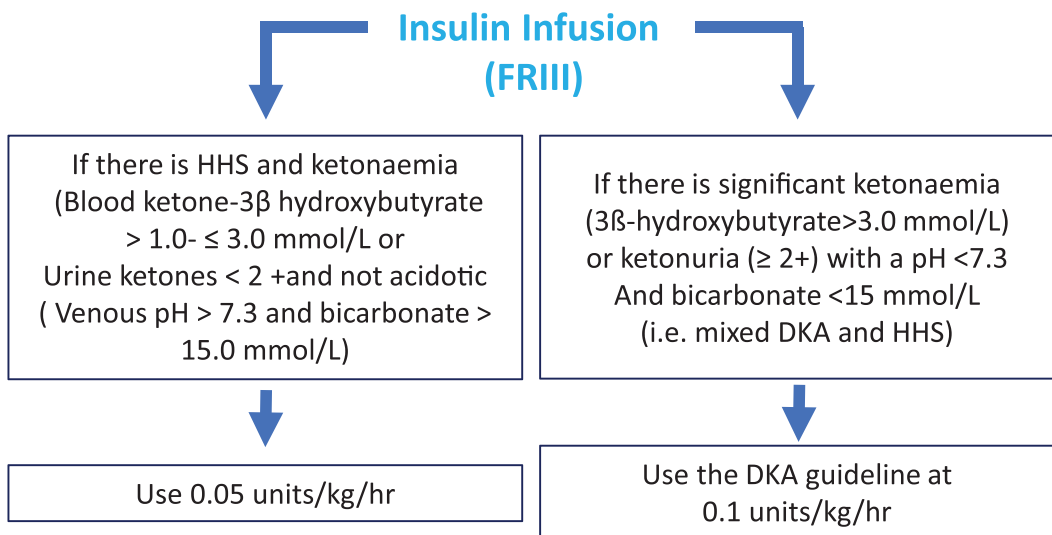 Insulin Infusion
(FRIII)
If there is HHS and ketonaemia
(Blood ketone-3β hydroxybutyrate
> 1.0- ≤ 3.0 mmol/L or
Urine ketones < 2 +and not acidotic
( Venous pH > 7.3 and bicarbonate >
15.0 mmol/L)
Use 0.05 units/kg/hr
If there is significant ketonaemia
(3ß-hydroxybutyrate>3.0 mmol/L)
or ketonuria (≥ 2+) with a pH <7.3
And bicarbonate <15 mmol/L
(i.e. mixed DKA and HHS)
Use the DKA guideline at
0.1 units/kg/hr